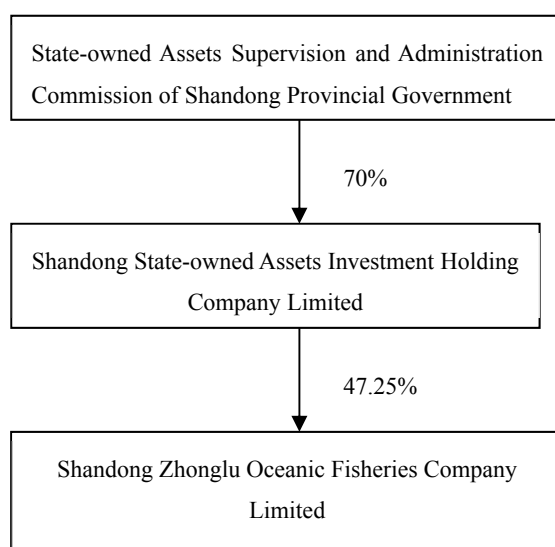 State-owned Assets Supervision and Administration
Commission of Shandong Provincial Government
70%
Shandong State-owned Assets Investment Holding
Company Limited
47.25%
Shandong Zhonglu Oceanic Fisheries Company
Limited